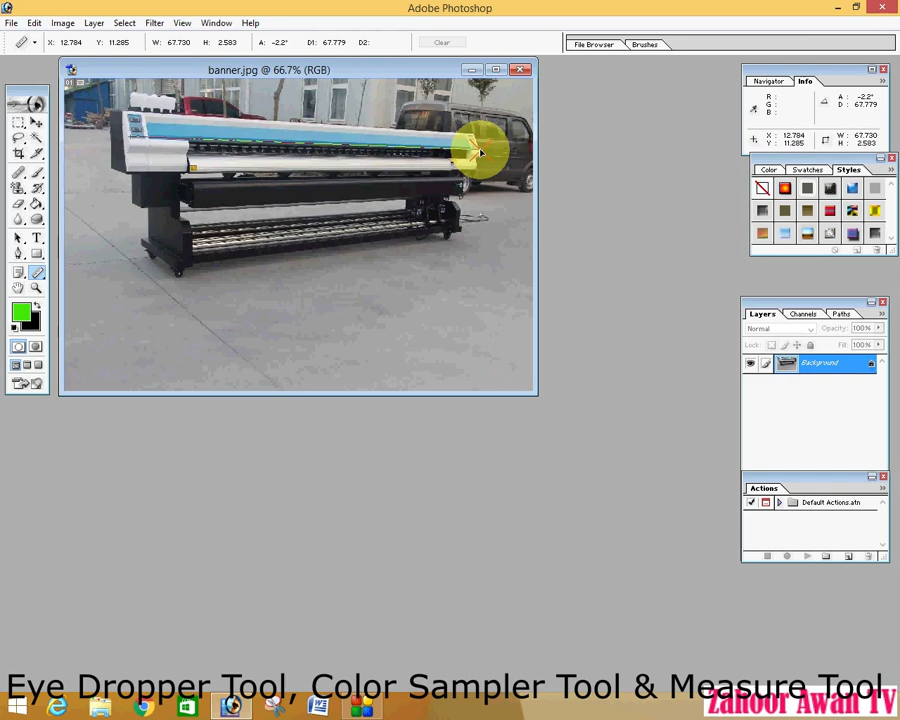 Adobe Photoshop
File Edit Image Layer Select Filter View Window Help
X: 12.784 Y: 11.285 W: 67.730 H: 2.583 A: -2.2° D1: 67.779 D2: Clear File Browser Brushes
banner.jpg @ 66.7% (RGB)
Navigator Info
R: A: -2.2°
G: D: 67.779
B:
X: 12.784 W: 67.730
Y: 11.285 H: 2.583
Color Swatches Styles
Layers Channels Paths
Normal Opacity: 100%
Lock: Fill: 100%
Background
Actions
Default Actions.atn
Eye Dropper Tool, Color Sampler Tool & Measure Tool
Zahoor Awan TV